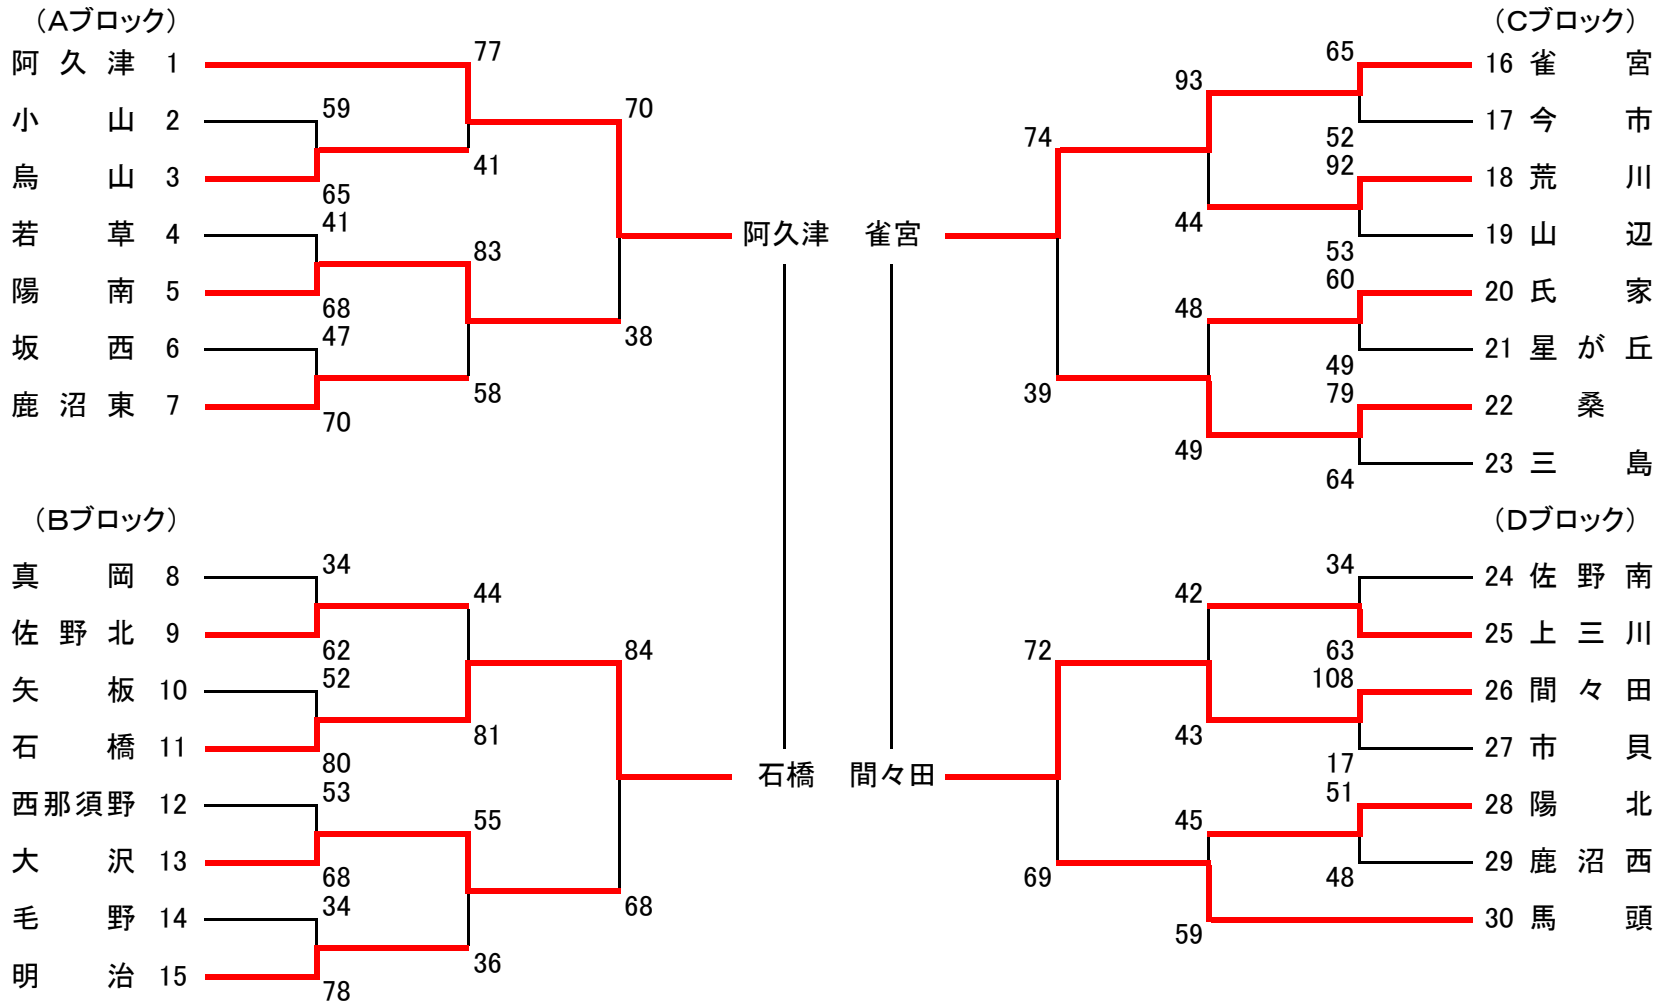 （Aブロック）
阿久津 1
77
小山 2
59
70
烏山 3
41
65
若草 4
41
陽南 5
83
68
坂西 6
47
38
鹿沼東 7
58
70
（Bブロック）
真岡 8
34
44
佐野北 9
62
84
矢板 10
52
石橋 11
81
80
西那須野 12
53
55
大沢 13
68
毛野 14
34
68
明治 15
36
78
阿久津 雀宮
石橋 間々田
（Cブロック）
65
16 雀宮
93
17 今市
74
52
92
18 荒川
44
19 山辺
53
60
20 氏家
48
21 星が丘
49
39
79
22 桑
49
23 三島
64
（Dブロック）
34
24 佐野南
42
25 上三川
72
63
108
26 間々田
43
27 市貝
17
51
28 陽北
45
29 鹿沼西
69
48
30 馬頭
59